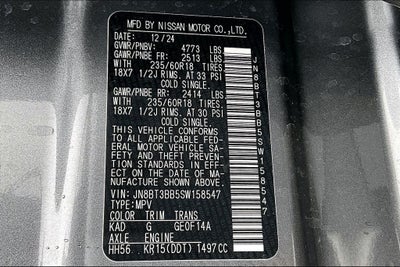 MFD BY NISSAN MOTOR CO.,LTD.
DATE: 12/24
GVWR/PNBV: 4773 LBS
GAWR/PNBE FR: 2513 LBS
WITH 235/60R18 TIRES,
18X7 1/2J RIMS, AT 33 PSI
COLD SINGLE.
GAWR/PNBE RR: 2414 LBS
WITH 235/60R18 TIRES,
18X7 1/2J RIMS, AT 30 PSI
COLD SINGLE.
THIS VEHICLE CONFORMS
TO ALL APPLICABLE FED-
ERAL MOTOR VEHICLE SA-
FETY AND THEFT PREVEN-
TION STANDARDS IN EFF-
ECT ON THE DATE OF MA-
NUFACTURE SHOWN ABOVE.
VIN: JN8BT3BB5SW158547
TYPE:MPV
COLOR TRIM TRANS
KAD G GE0F14A
AXLE ENGINE
HH56 KR15(DDT) 1497CC
JN8BT3BB5SW158547